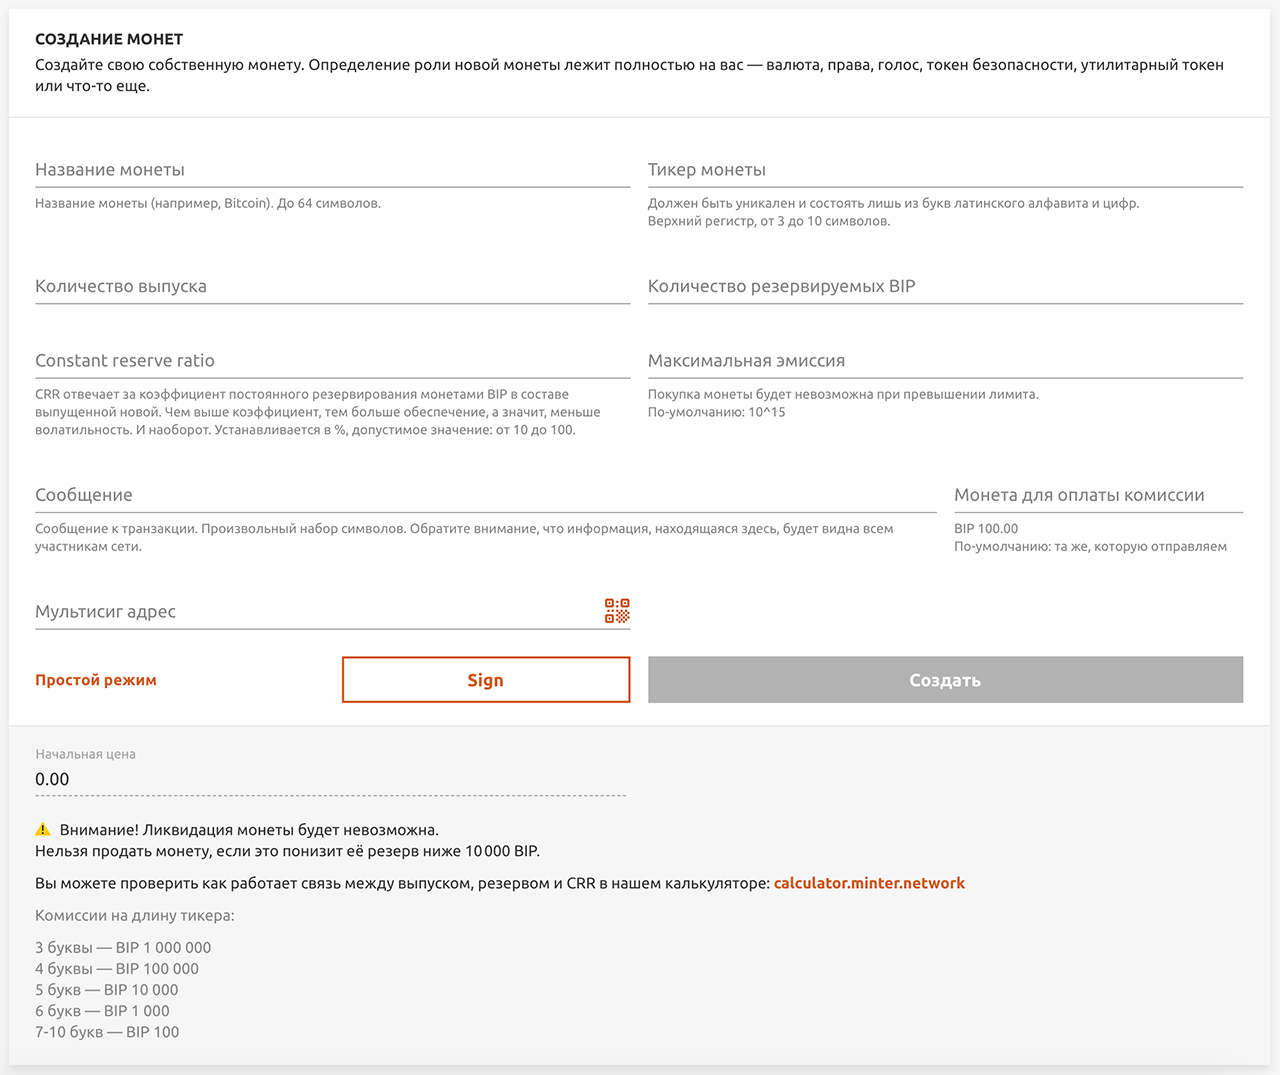 СОЗДАНИЕ МОНЕТ
Создайте свою собственную монету. Определение роли новой монеты лежит полностью на вас — валюта, права, голос, токен безопасности, утилитарный токен
или что-то еще.
Название монеты
Название монеты (например, Bitcoin). До 64 символов.
Тикер монеты
Должен быть уникален и состоять лишь из букв латинского алфавита и цифр.
Верхний регистр, от 3 до 10 символов.
Количество выпуска
Количество резервируемых BIP
Constant reserve ratio
CRR отвечает за коэффициент постоянного резервирования монетами BIP в составе
выпущенной новой. Чем выше коэффициент, тем больше обеспечение, а значит, меньше
волатильность. И наоборот. Устанавливается в %, допустимое значение: от 10 до 100.
Максимальная эмиссия
Покупка монеты будет невозможна при превышении лимита.
По-умолчанию: 10^15
Сообщение
Сообщение к транзакции. Произвольный набор символов. Обратите внимание, что информация, находящаяся здесь, будет видна всем
участникам сети.
Монета для оплаты комиссии
BIP 100.00
По-умолчанию: та же, которую отправляем
Мультисиг адрес
Простой режим
Sign
Создать
Начальная цена
0.00
Внимание! Ликвидация монеты будет невозможна.
Нельзя продать монету, если это понизит её резерв ниже 10 000 BIP.
Вы можете проверить как работает связь между выпуском, резервом и CRR в нашем калькуляторе: calculator.minter.network
Комиссии на длину тикера:
3 буквы — BIP 1 000 000
4 буквы — BIP 100 000
5 букв — BIP 10 000
6 букв — BIP 1 000
7-10 букв — BIP 100